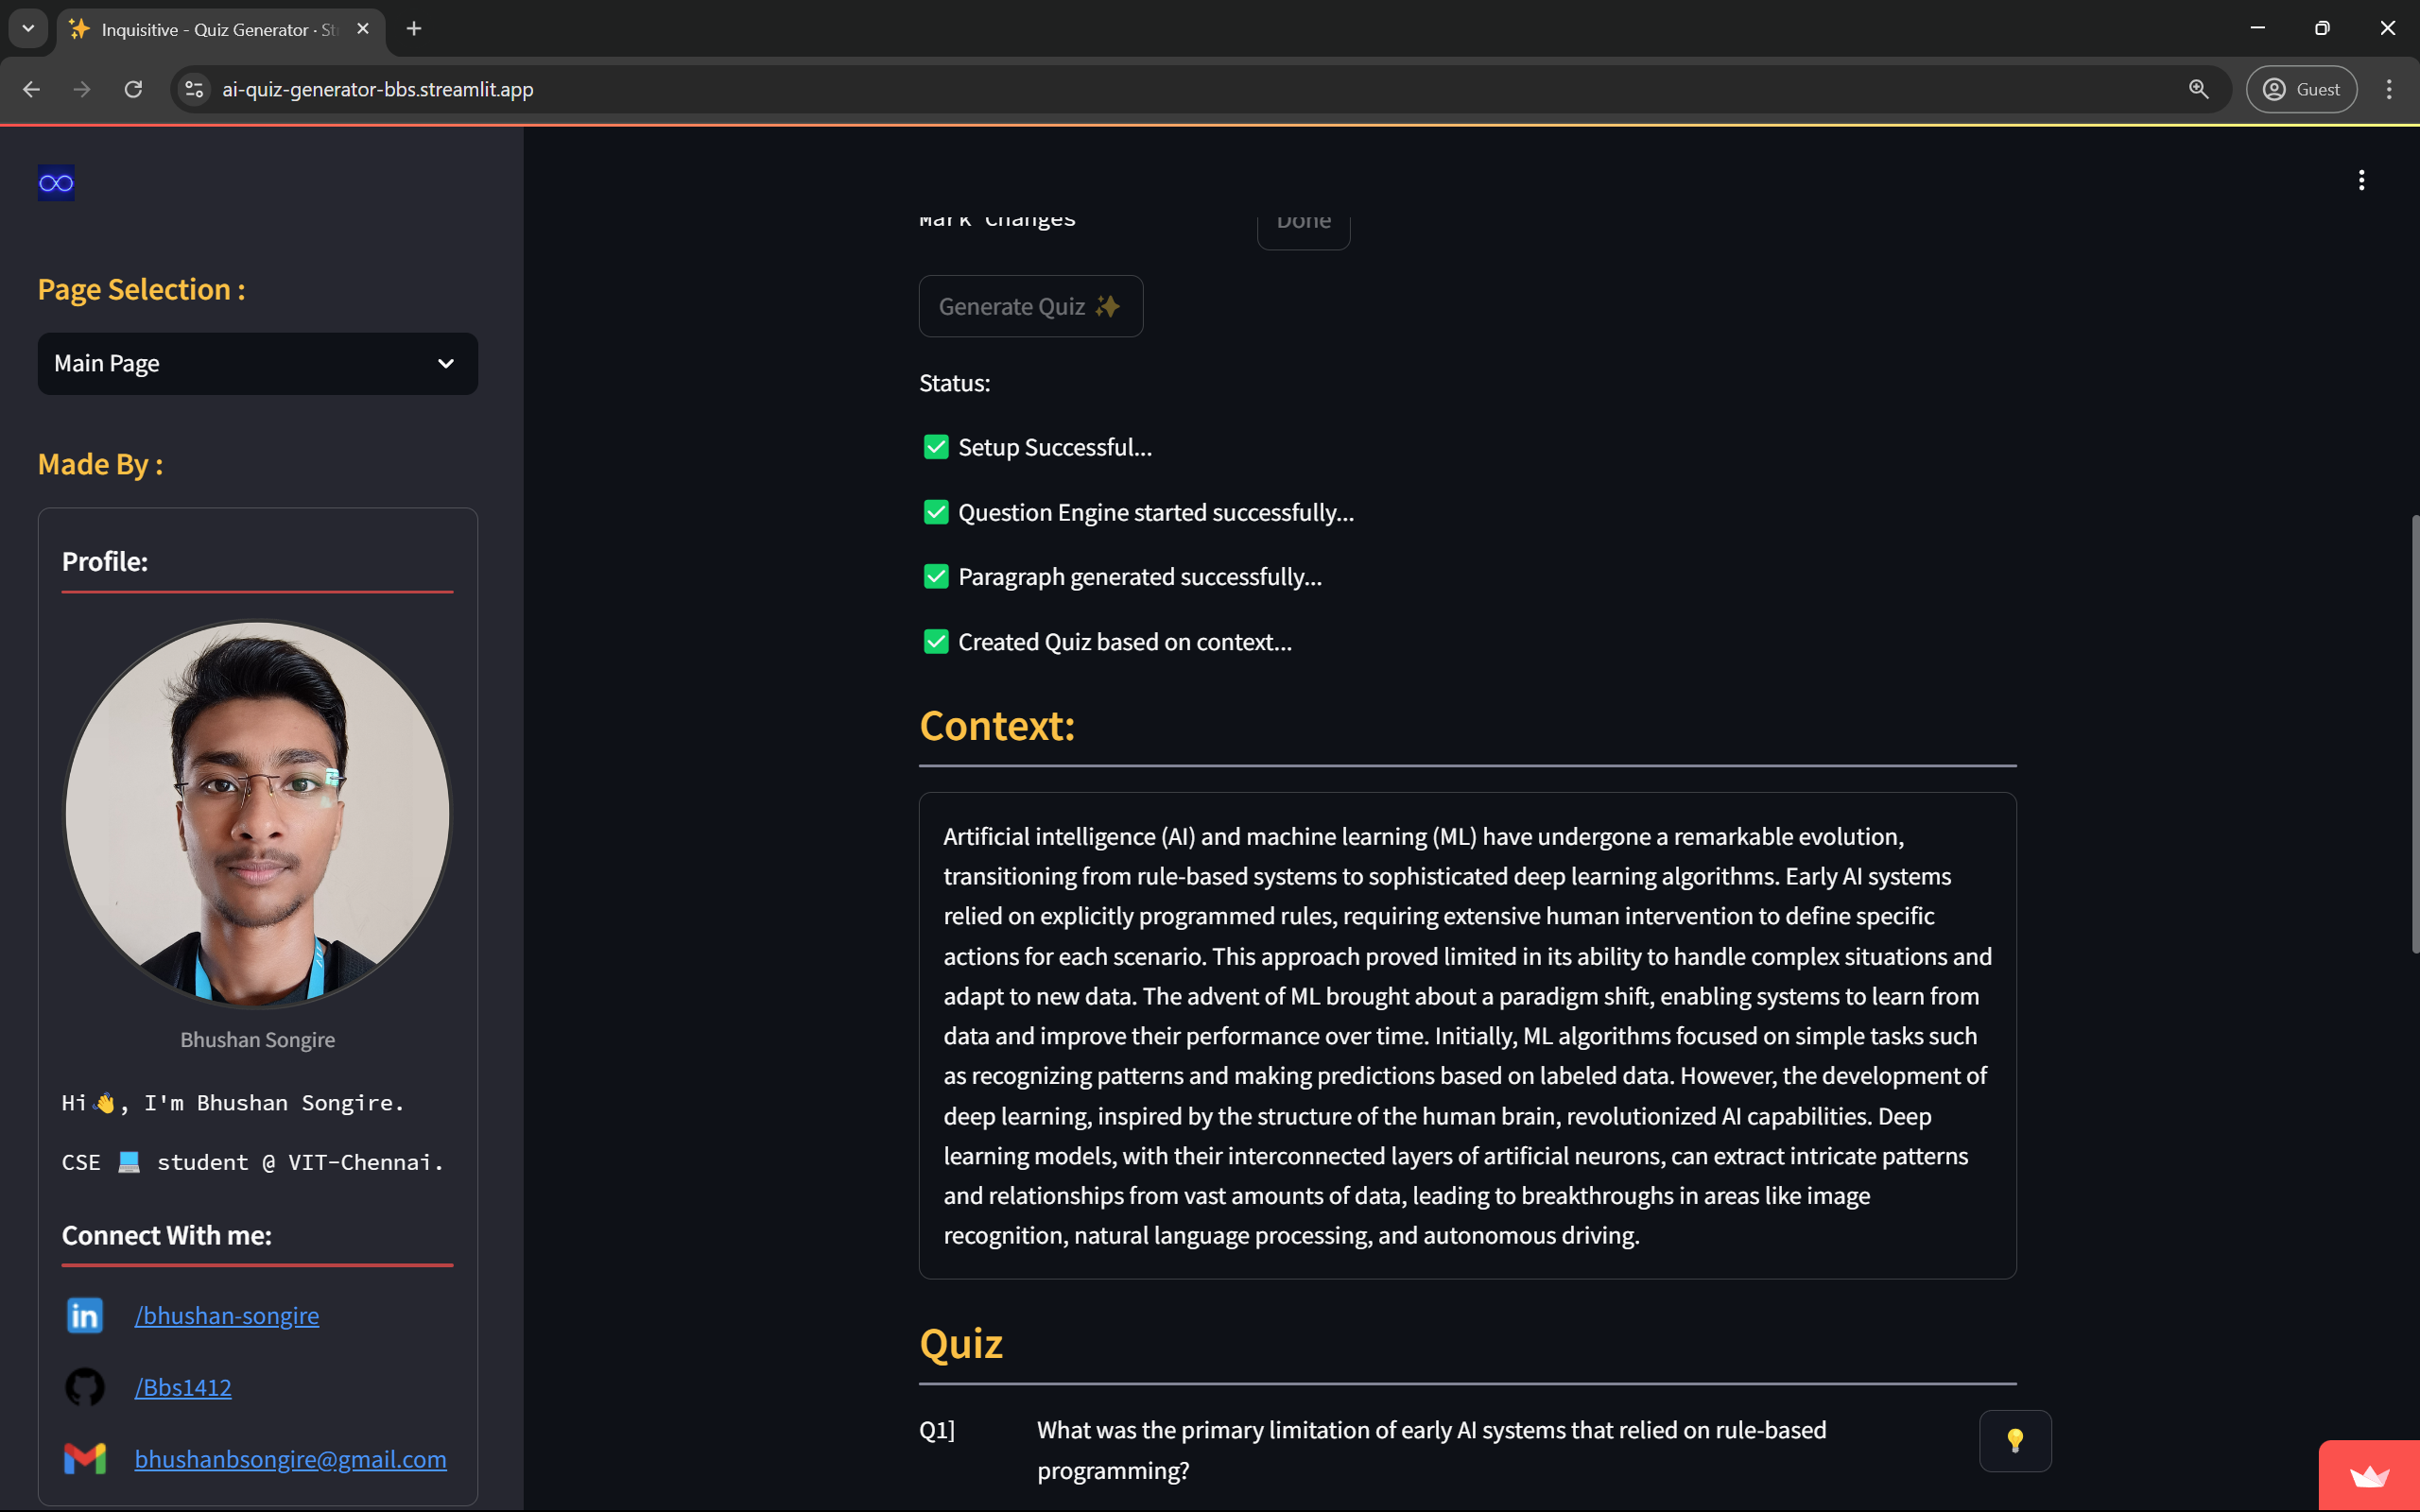 Inquisitive - Quiz Generator · St
ai-quiz-generator-bbs.streamlit.app
Guest
Page Selection :
Main Page
Made By :
Profile:
Bhushan Songire
Hi👋, I'm Bhushan Songire.
CSE 💻 student @ VIT-Chennai.
Connect With me:
in
/bhushan-songire
/Bbs1412
bhushanbsongire@gmail.com
Mark Changes
Done
Generate Quiz ✨
Status:
✅ Setup Successful...
✅ Question Engine started successfully...
✅ Paragraph generated successfully...
✅ Created Quiz based on context...
Context:
Artificial intelligence (AI) and machine learning (ML) have undergone a remarkable evolution,
transitioning from rule-based systems to sophisticated deep learning algorithms. Early AI systems
relied on explicitly programmed rules, requiring extensive human intervention to define specific
actions for each scenario. This approach proved limited in its ability to handle complex situations and
adapt to new data. The advent of ML brought about a paradigm shift, enabling systems to learn from
data and improve their performance over time. Initially, ML algorithms focused on simple tasks such
as recognizing patterns and making predictions based on labeled data. However, the development of
deep learning, inspired by the structure of the human brain, revolutionized AI capabilities. Deep
learning models, with their interconnected layers of artificial neurons, can extract intricate patterns
and relationships from vast amounts of data, leading to breakthroughs in areas like image
recognition, natural language processing, and autonomous driving.
Quiz
Q1] What was the primary limitation of early AI systems that relied on rule-based
programming?